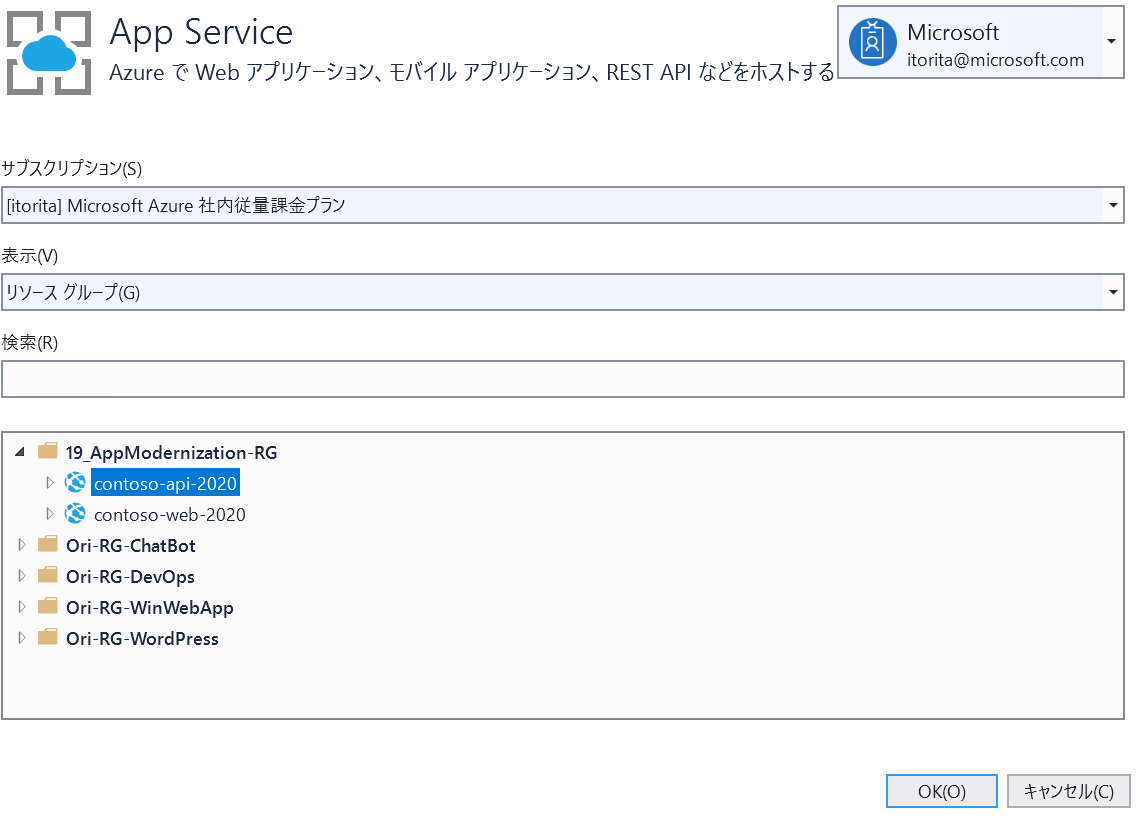 App Service
Azure で Web アプリケーション、モバイル アプリケーション、REST API などをホストする
Microsoft
itorita@microsoft.com
サブスクリプション(S)
[itorita] Microsoft Azure 社内従量課金プラン
表示(V)
リソース グループ(G)
検索(R)
19_AppModernization-RG
contoso-api-2020
contoso-web-2020
Ori-RG-ChatBot
Ori-RG-DevOps
Ori-RG-WinWebApp
Ori-RG-WordPress
OK(O)
キャンセル(C)